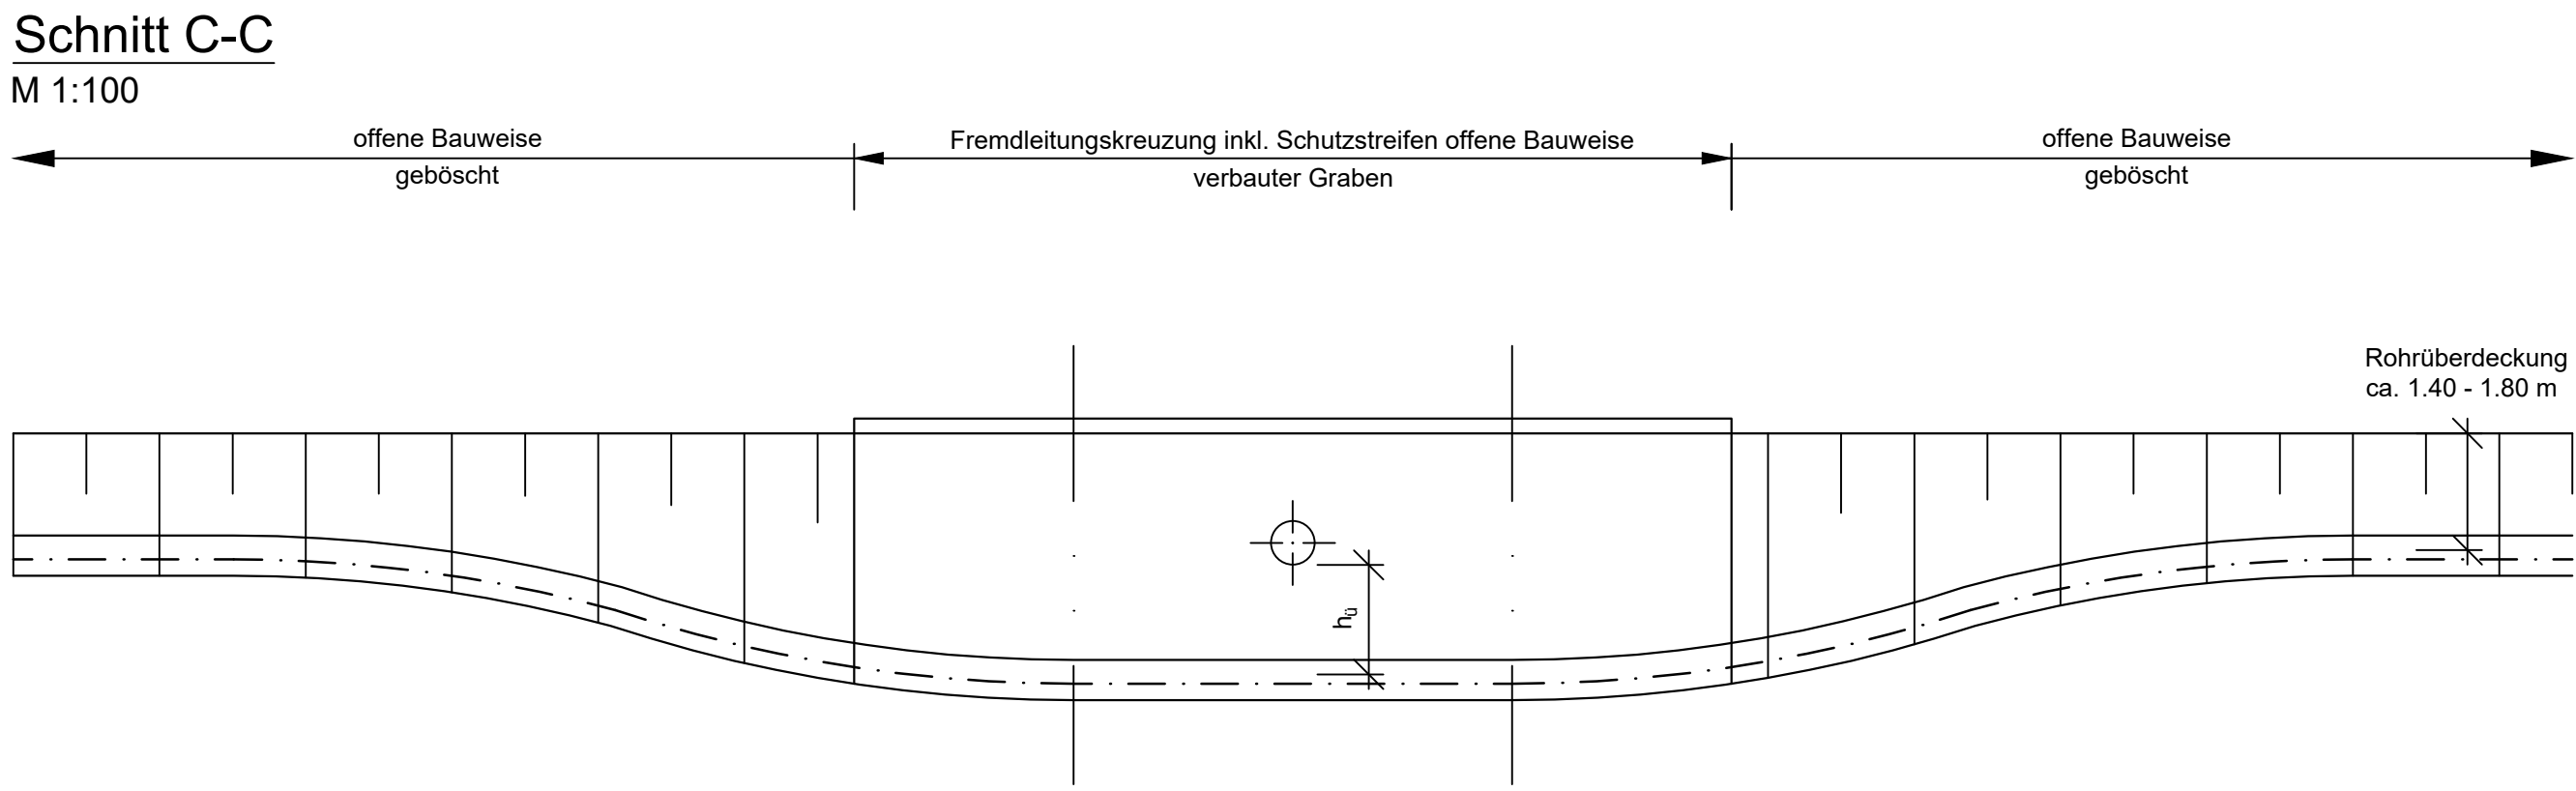 Schnitt C-C
M 1:100
offene Bauweise
geböscht
Fremdleitungskreuzung inkl. Schutzstreifen offene Bauweise
verbauter Graben
offene Bauweise
geböscht
Rohrüberdeckung
ca. 1.40 - 1.80 m
hü